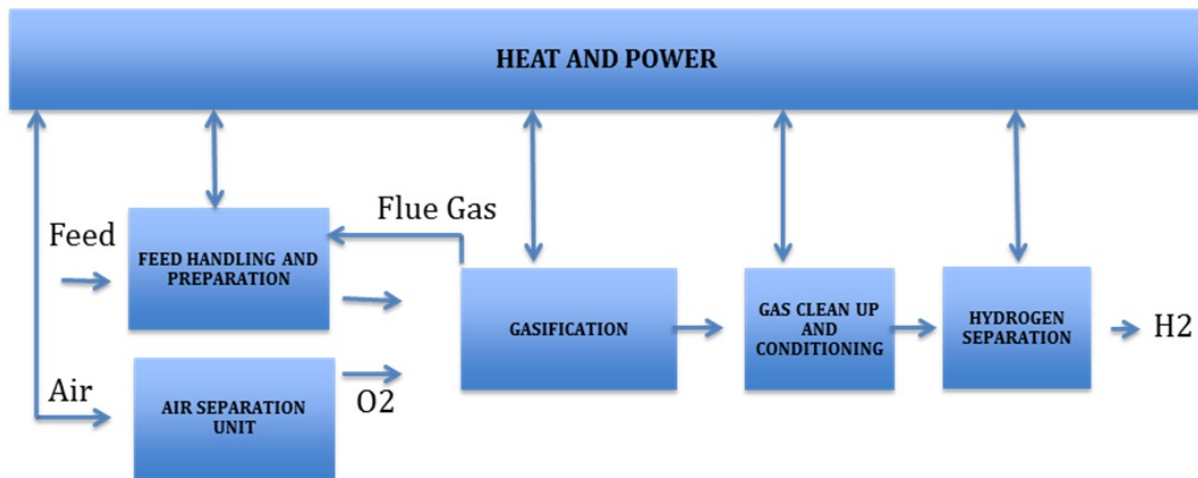 HEAT AND POWER
Flue Gas
Feed
FEED HANDLING AND
PREPARATION
GASIFICATION
GAS CLEAN UP
AND
CONDITIONING
HYDROGEN
SEPARATION
H2
Air
O2
AIR SEPARATION
UNIT